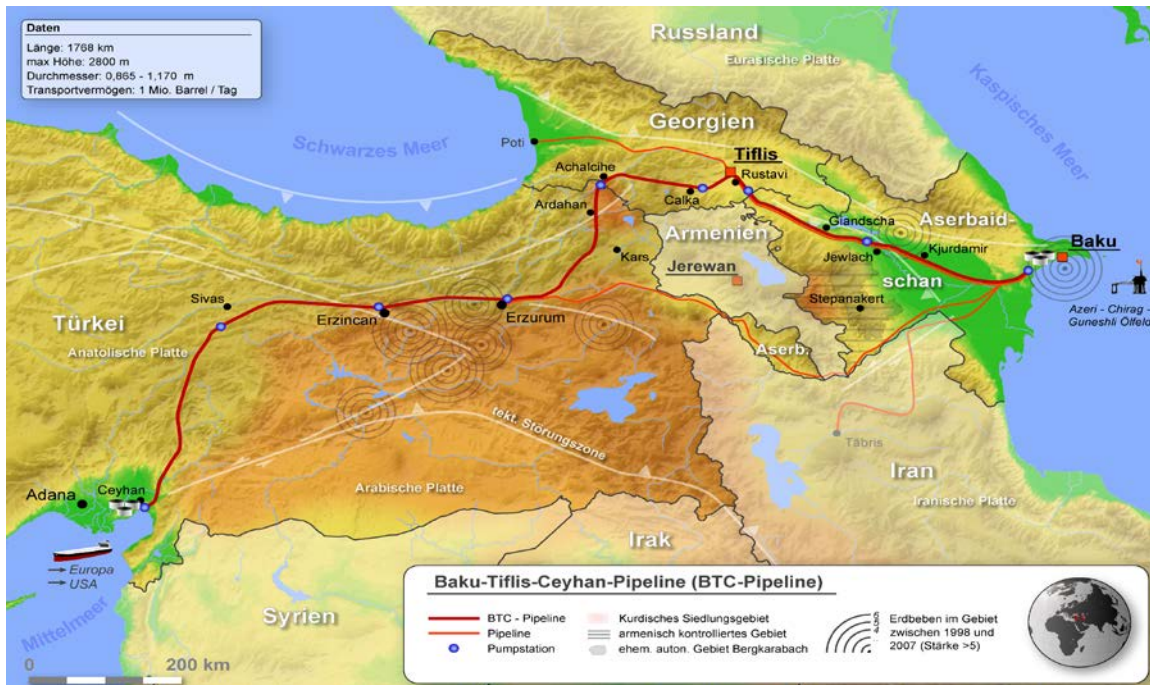 Daten
Länge: 1768 km
max Höhe: 2800 m
Durchmesser: 0,865 - 1,170 m
Transportvermögen: 1 Mio. Barrel / Tag
Russland
Eurasische Platte
Kaspisches Meer
Schwarzes Meer
Georgien
Poti
Tiflis
Achalcihe
Rustavi
Calka
Ardahan
Giandscha
Aserbaid-
Armenien
Baku
Kars
Jewlach
Kjurdamir
Jerewan
schan
Azeri - Chirag -
Guneshli Ölfeld
Sivas
Stepanakert
Türkei
Erzincan
Erzurum
Anatolische Platte
Aserb.
tekt. Störungszone
Täbris
Iran
Adana
Ceyhan
Arabische Platte
Iranische Platte
Irak
Europa
USA
Syrien
Mittelmeer
0
200 km
Baku-Tiflis-Ceyhan-Pipeline (BTC-Pipeline)
BTC - Pipeline
Pipeline
Pumpstation
Kurdisches Siedlungsgebiet
armenisch kontrolliertes Gebiet
ehem. auton. Gebiet Bergkarabach
Erdbeben im Gebiet
zwischen 1998 und
2007 (Stärke >5)